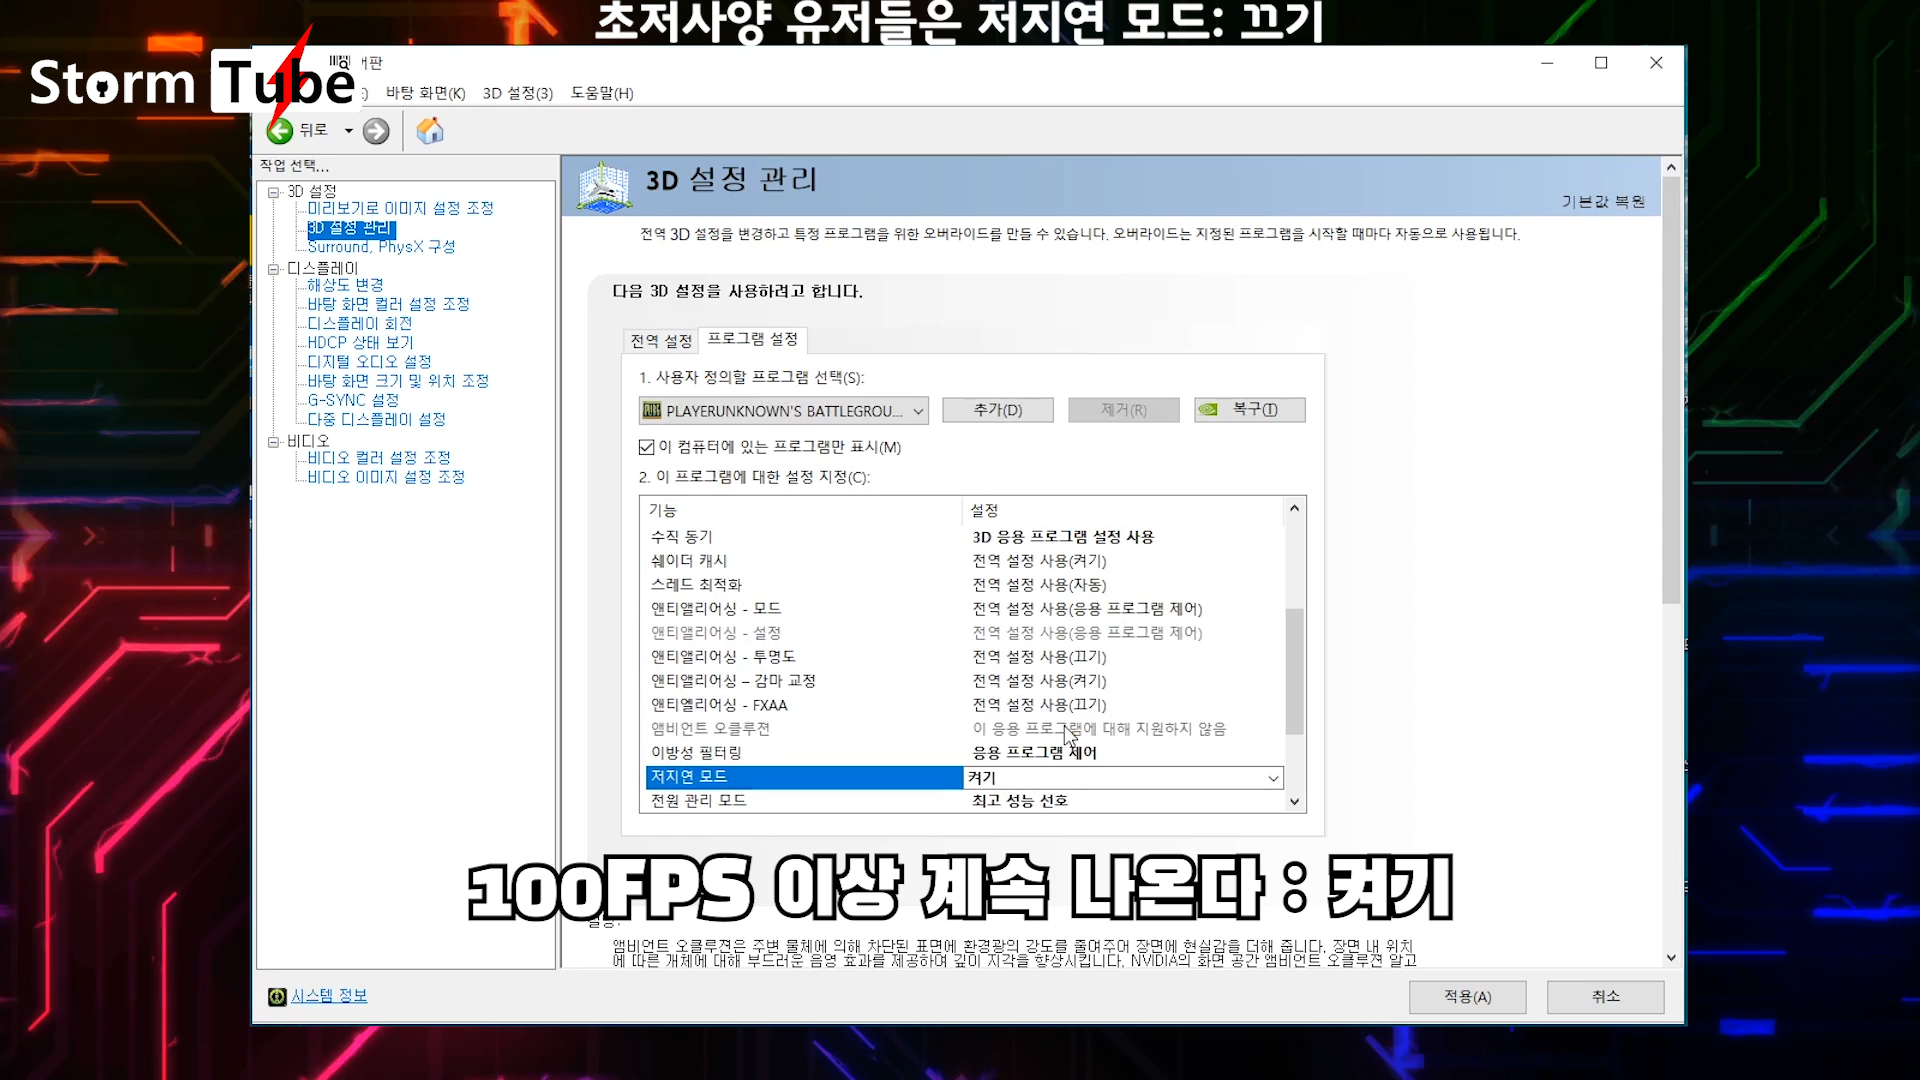 초저사양 유저들은 저지연 모드: 끄기
Storm Tube
어판
바탕 화면(K) 3D 설정(3) 도움말(H)
뒤로
작업 선택...
3D 설정
미리보기로 이미지 설정 조정
3D 설정 관리
Surround, PhysX 구성
디스플레이
해상도 변경
바탕 화면 컬러 설정 조정
디스플레이 회전
HDCP 상태 보기
디지털 오디오 설정
바탕 화면 크기 및 위치 조정
G-SYNC 설정
다중 디스플레이 설정
비디오
비디오 컬러 설정 조정
비디오 이미지 설정 조정
3D 설정 관리
기본값 복원
전역 3D 설정을 변경하고 특정 프로그램을 위한 오버라이드를 만들 수 있습니다. 오버라이드는 지정된 프로그램을 시작할 때마다 자동으로 사용됩니다.
다음 3D 설정을 사용하려고 합니다.
전역 설정 프로그램 설정
1. 사용자 정의할 프로그램 선택(S):
PLAYERUNKNOWN'S BATTLEGROU... 추가(D) 제거(R) 복구(T)
이 컴퓨터에 있는 프로그램만 표시(M)
2. 이 프로그램에 대한 설정 지정(C):
기능 설정
수직 동기 3D 응용 프로그램 설정 사용
쉐이더 캐시 전역 설정 사용(켜기)
스레드 최적화 전역 설정 사용(자동)
앤티앨리어싱 - 모드 전역 설정 사용(응용 프로그램 제어)
앤티앨리어싱 - 설정 전역 설정 사용(응용 프로그램 제어)
앤티앨리어싱 - 투명도 전역 설정 사용(끄기)
앤티앨리어싱 – 감마 교정 전역 설정 사용(켜기)
앤티엘리어싱 - FXAA 전역 설정 사용(끄기)
앰비언트 오클루젼 이 응용 프로그램에 대해 지원하지 않음
이방성 필터링 응용 프로그램 제어
저지연 모드 켜기
전원 관리 모드 최고 성능 선호
100FPS 이상 계속 나온다 : 켜기
설명:
앰비언트 오클루젼은 주변 물체에 의해 차단된 표면에 환경광의 강도를 줄여주어 장면에 현실감을 더해 줍니다. 장면 내 위치
에 따른 개체에 대해 부드러운 음영 효과를 제공하며 깊이 지각을 향상시킵니다. NVIDIA의 화면 공간 앰비언트 오클루젼 알고
시스템 정보
적용(A) 취소